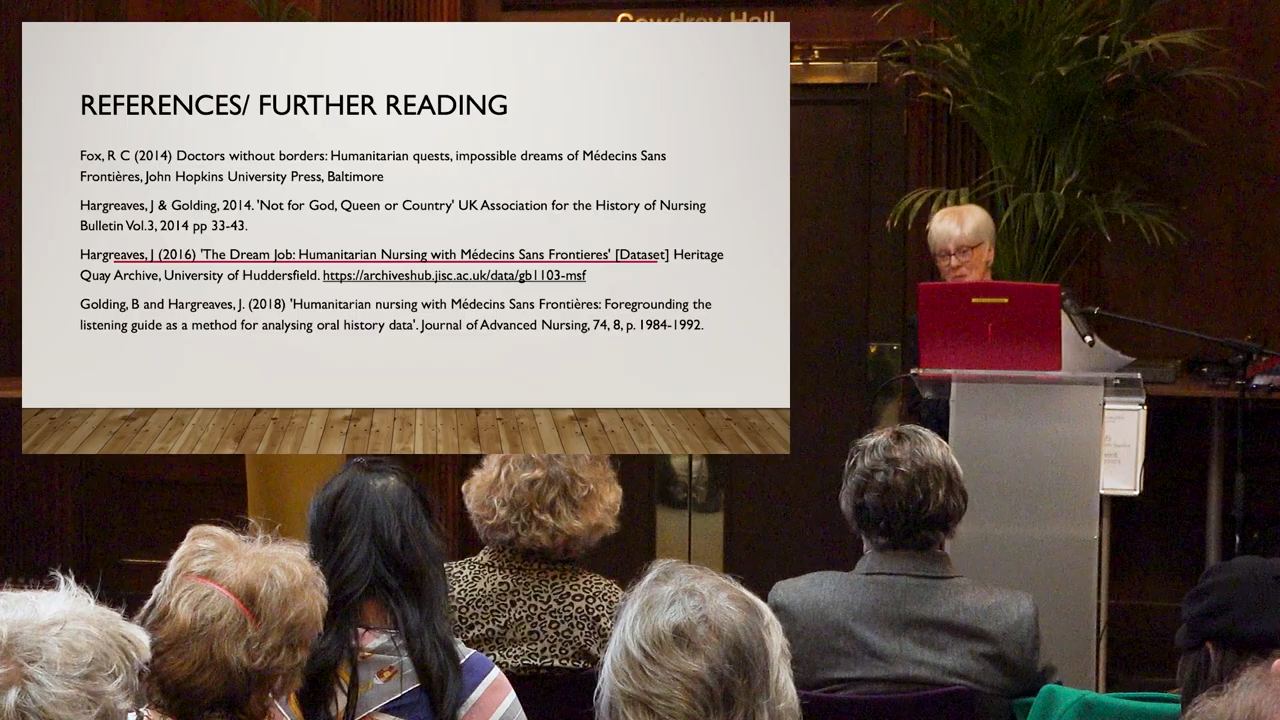 Cowdray Hall
REFERENCES/ FURTHER READING
Fox, R C (2014) Doctors without borders: Humanitarian quests, impossible dreams of Médecins Sans
Frontières, John Hopkins University Press, Baltimore
Hargreaves, J & Golding, 2014. 'Not for God, Queen or Country' UK Association for the History of Nursing
Bulletin Vol.3, 2014 pp 33-43.
Hargreaves, J (2016) 'The Dream Job: Humanitarian Nursing with Médecins Sans Frontieres' [Dataset] Heritage
Quay Archive, University of Huddersfield. https://archiveshub.jisc.ac.uk/data/gb1103-msf
Golding, B and Hargreaves, J. (2018) 'Humanitarian nursing with Médecins Sans Frontières: Foregrounding the
listening guide as a method for analysing oral history data'. Journal of Advanced Nursing, 74, 8, p. 1984-1992.